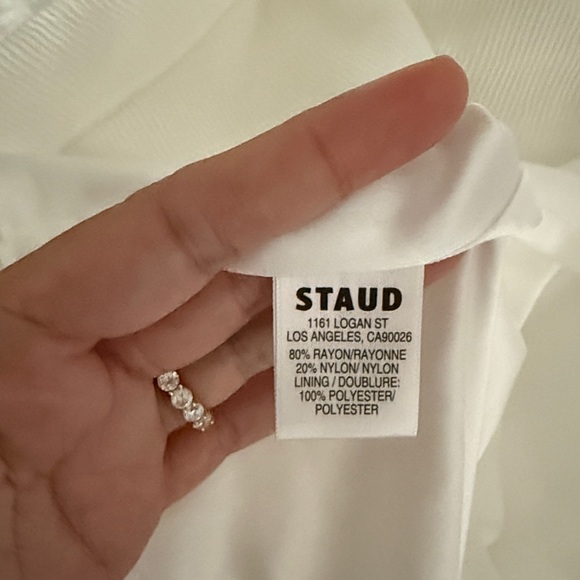 STAUD
1161 LOGAN ST
LOS ANGELES, CA90026
80% RAYON/RAYONNE
20% NYLON/ NYLON
LINING / DOUBLURE:
100% POLYESTER/
POLYESTER